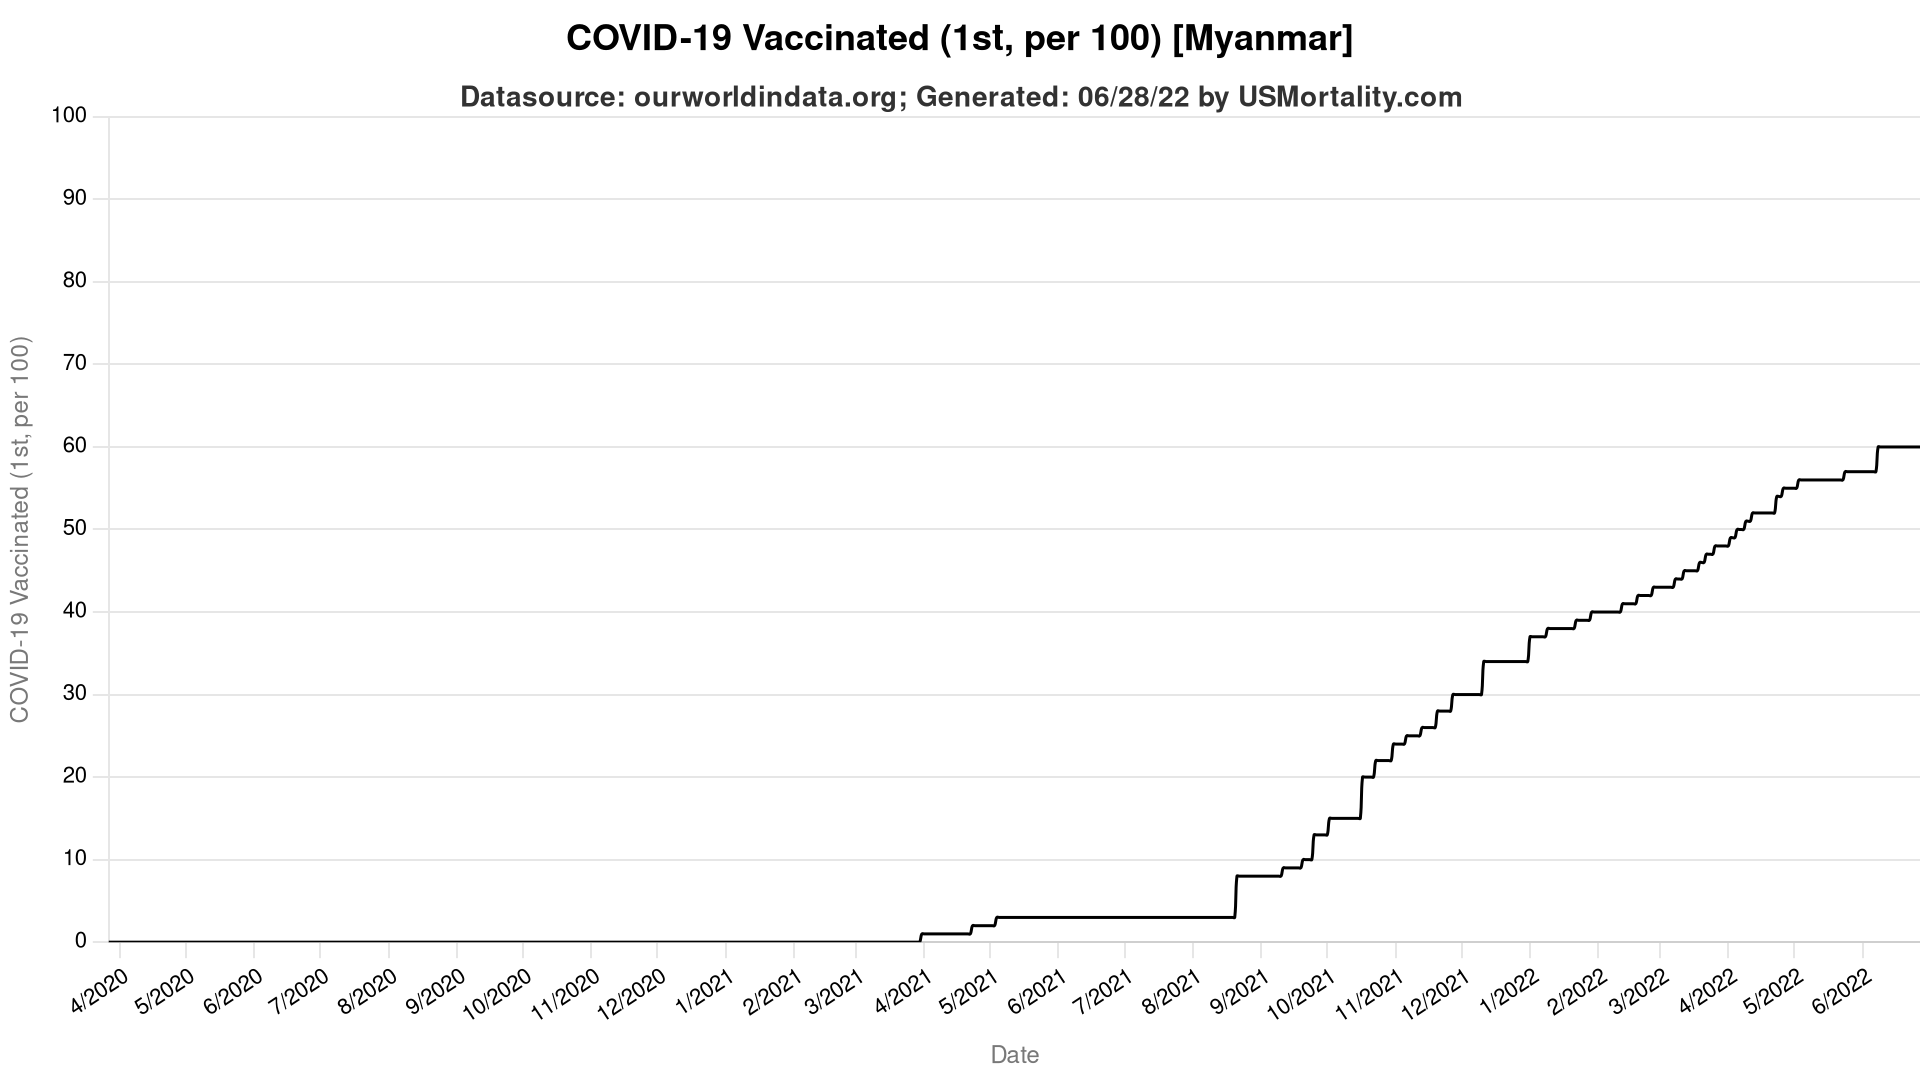 COVID-19 Vaccinated (1st, per 100) [Myanmar]
Datasource: ourworldindata.org; Generated: 06/28/22 by USMortality.com
COVID-19 Vaccinated (1st, per 100)
100
90
80
70
60
50
40
30
20
10
0
4/2020 5/2020 6/2020 7/2020 8/2020 9/2020 10/2020 11/2020 12/2020 1/2021 2/2021 3/2021 4/2021 5/2021 6/2021 7/2021 8/2021 9/2021 10/2021 11/2021 12/2021 1/2022 2/2022 3/2022 4/2022 5/2022 6/2022
Date